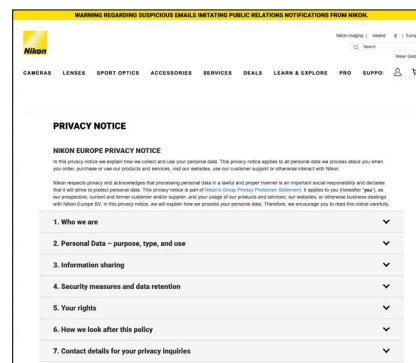 WARNING REGARDING SUSPICIOUS EMAILS IMITATING PUBLIC RELATIONS NOTIFICATIONS FROM NIKON.
Nikon Imaging | Ireland | Europ
Nikon
Search
Nikon Glob
CAMERAS LENSES SPORT OPTICS ACCESSORIES SERVICES DEALS LEARN & EXPLORE PRO SUPPO
PRIVACY NOTICE
NIKON EUROPE PRIVACY NOTICE
In this privacy notice we explain how we collect and use your personal data. This privacy notice applies to all personal data we process about you when
you order, purchase or use our products and services, visit our websites, use our customer support or otherwise interact with Nikon.
Nikon respects privacy and acknowledges that processing personal data in a lawful and proper manner is an important social responsibility and declares
that it will strive to protect personal data. This privacy notice is part of Nikon's Group Privacy Protection Statement. It applies to you (hereafter "you"), as
our prospective, current and former customer and/or supplier, and your usage of our products and services, our websites, or otherwise business dealings
with Nikon Europe BV. In this privacy notice, we will explain how we process your personal data. Therefore, we encourage you to read this notice carefully.
1. Who we are
2. Personal Data – purpose, type, and use
3. Information sharing
4. Security measures and data retention
5. Your rights
6. How we look after this policy
7. Contact details for your privacy inquiries